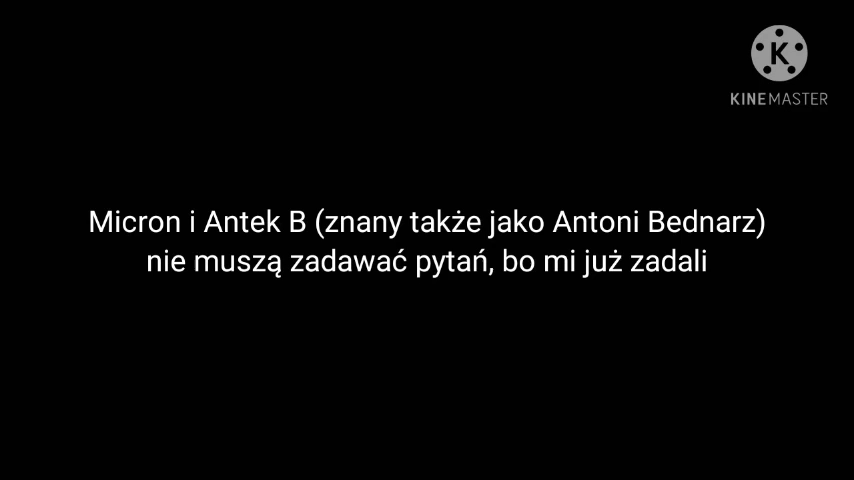 K
KINEMASTER
Micron i Antek B (znany także jako Antoni Bednarz)
nie muszą zadawać pytań, bo mi już zadali